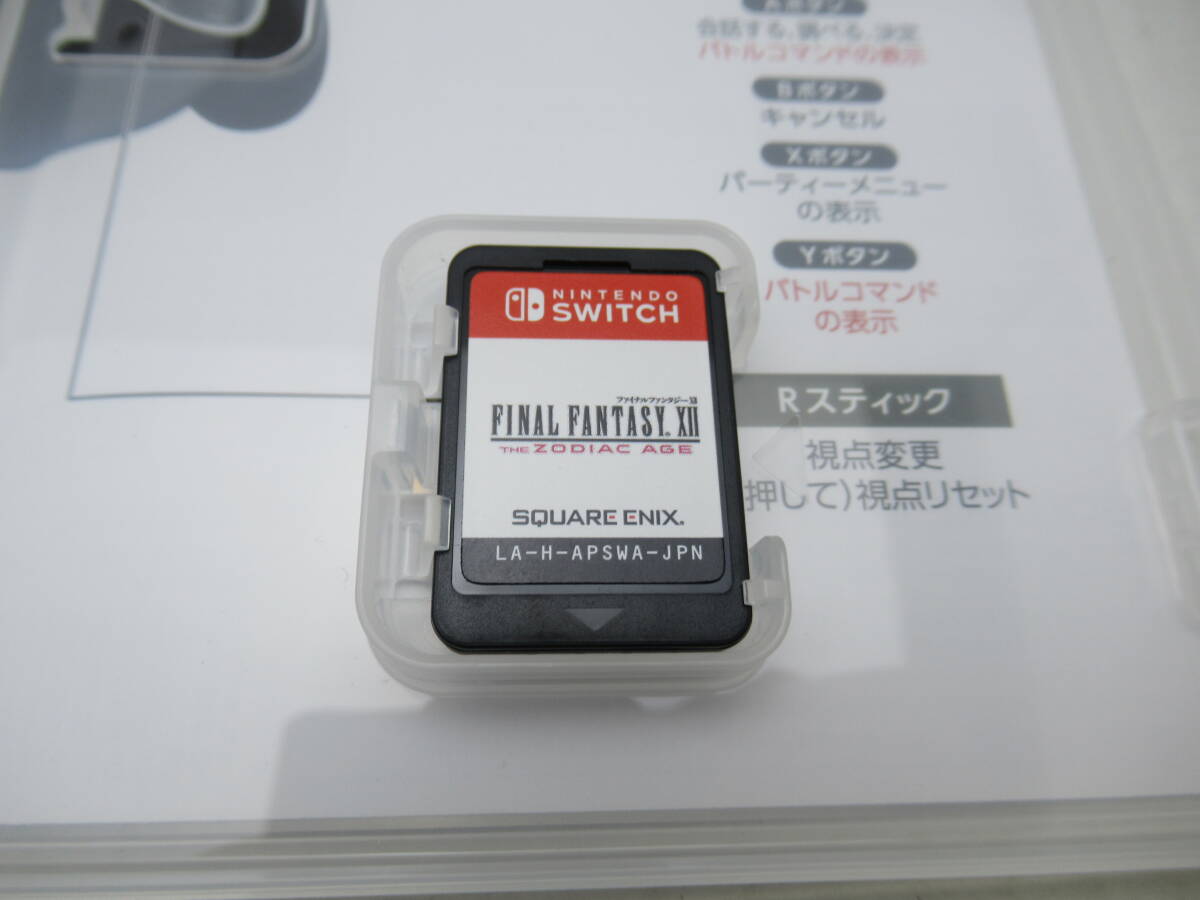 Aボタン
会話する、調べる、決定
バトルコマンドの表示
Bボタン
キャンセル
Xボタン
パーティーメニュー
の表示
Yボタン
バトルコマンド
の表示
Rスティック
視点変更
押して)視点リセット
NINTENDO
SWITCH
ファイナルファンタジーXII
FINAL FANTASY. XII
THE ZODIAC AGE
SQUARE ENIX.
LA-H-APSWA-JPN